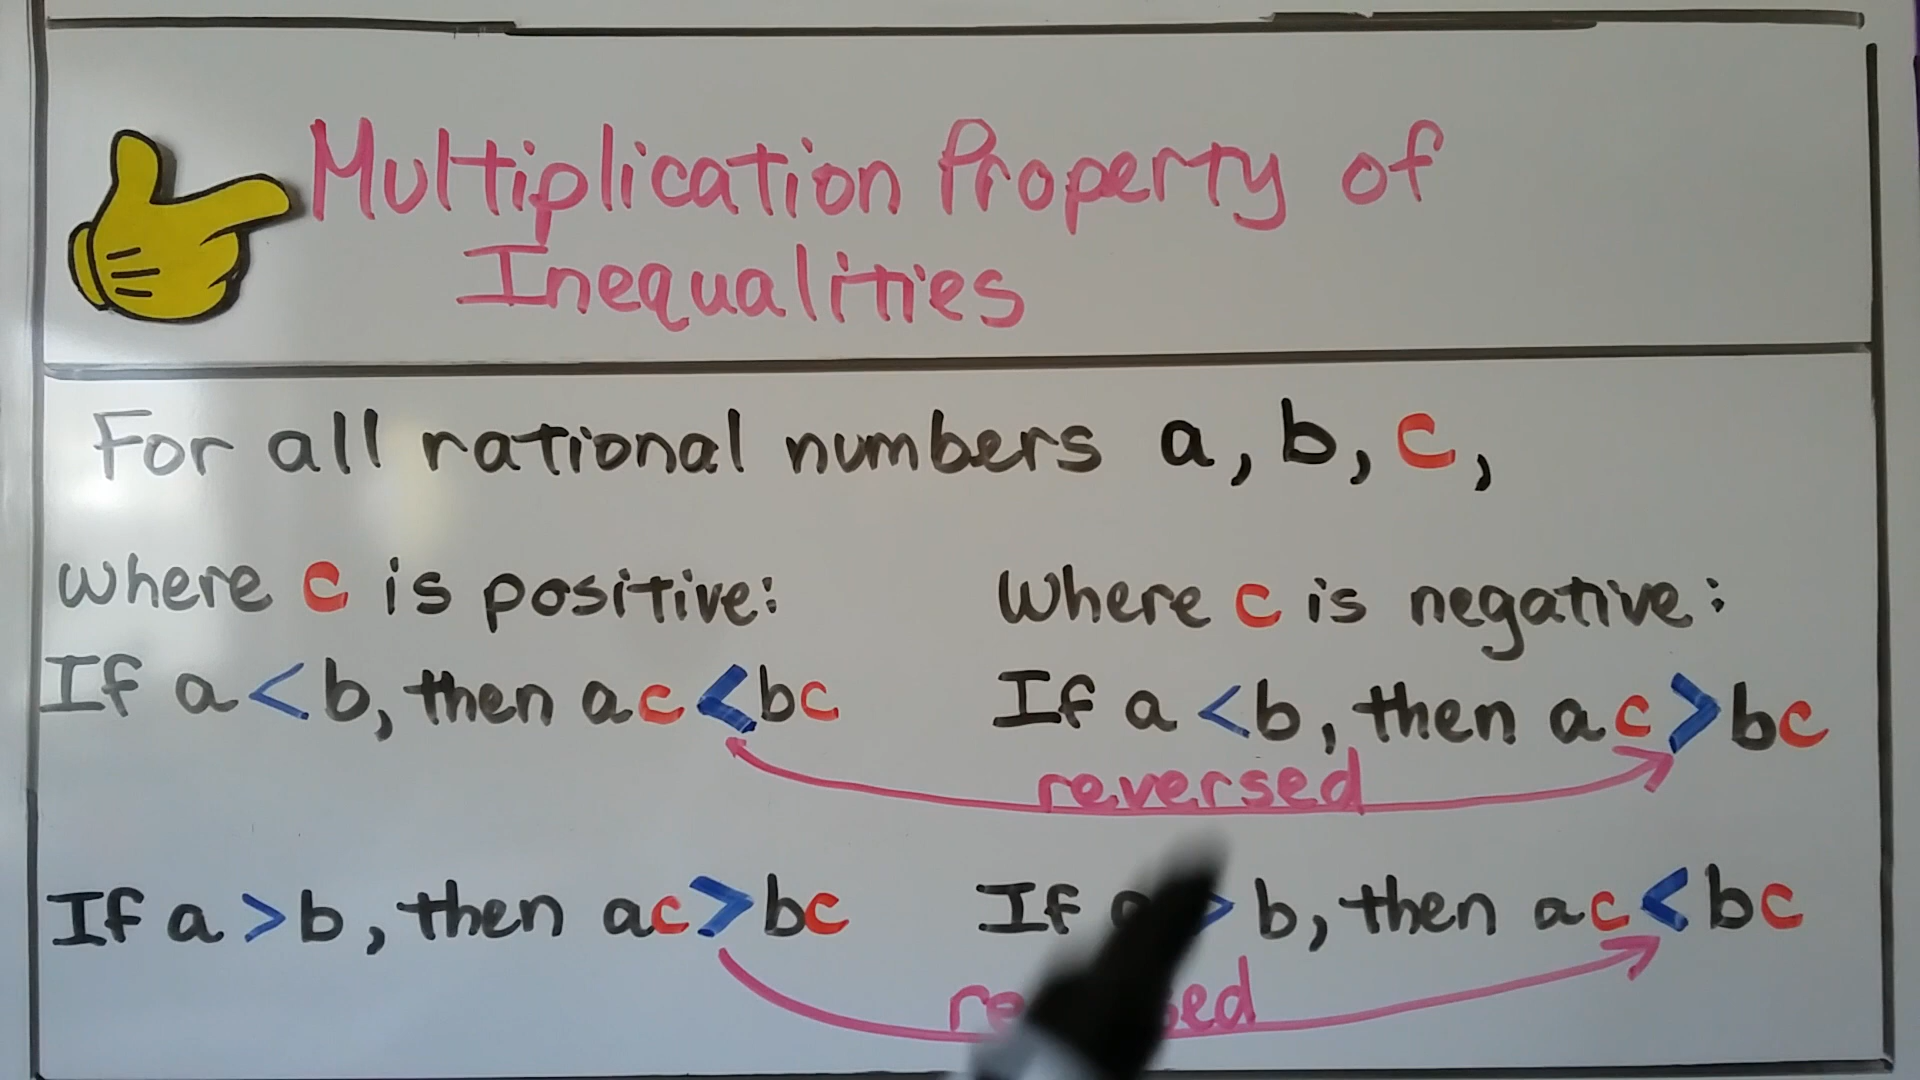 Multiplication Property of
Inequalities
For all rational numbers a, b, c,
where c is positive:
If a < b, then ac < bc
If a > b, then ac > bc
Where c is negative:
If a < b, then ac > bc
reversed
If > b, then ac < bc